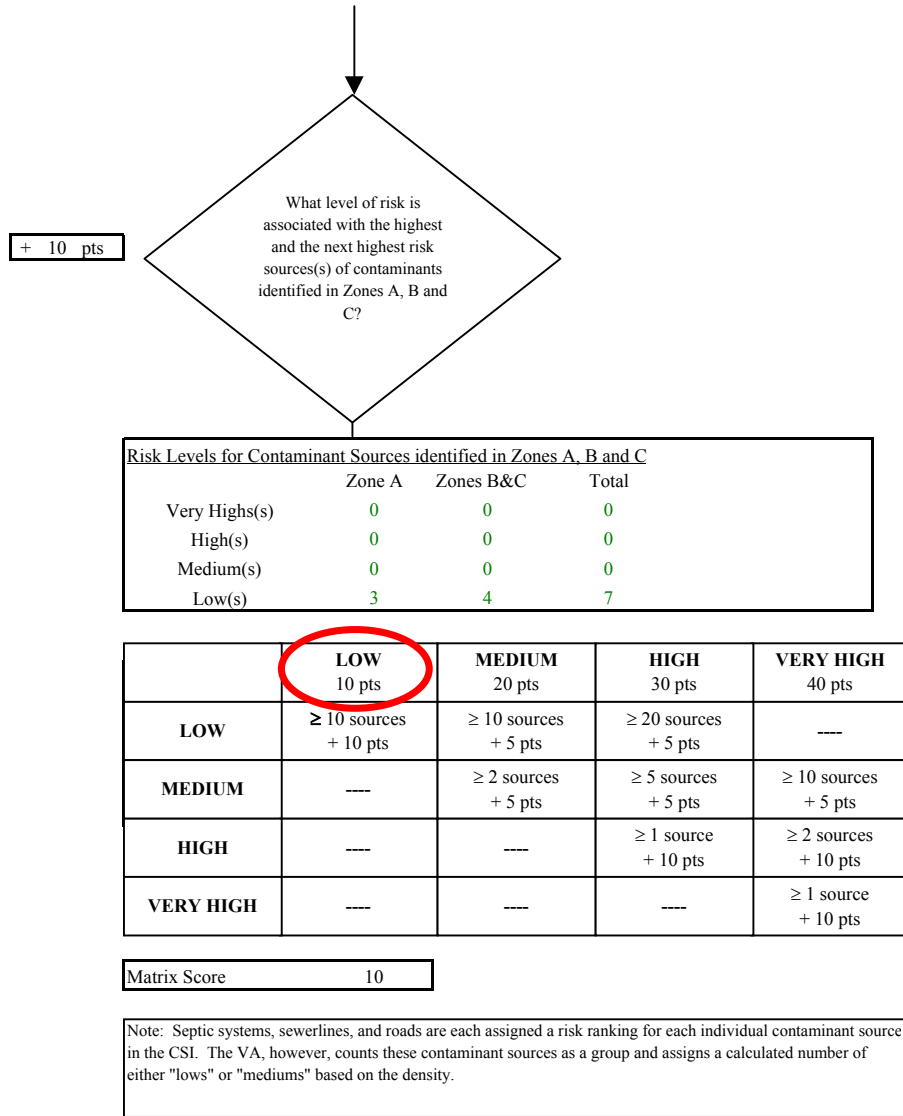 What level of risk is
associated with the highest
and the next highest risk
sources(s) of contaminants
identified in Zones A, B and
C?
+ 10 pts
Risk Levels for Contaminant Sources identified in Zones A, B and C
Zone A Zones B&C Total
Very Highs(s) 0 0 0
High(s) 0 0 0
Medium(s) 0 0 0
Low(s) 3 4 7
LOW MEDIUM HIGH VERY HIGH
10 pts 20 pts 30 pts 40 pts
LOW ≥ 10 sources ≥ 10 sources ≥ 20 sources ----
+ 10 pts + 5 pts + 5 pts
MEDIUM ---- ≥ 2 sources ≥ 5 sources ≥ 10 sources
+ 5 pts + 5 pts + 5 pts
HIGH ---- ---- ≥ 1 source ≥ 2 sources
+ 10 pts + 10 pts
VERY HIGH ---- ---- ---- ≥ 1 source
+ 10 pts
Matrix Score 10
Note: Septic systems, sewerlines, and roads are each assigned a risk ranking for each individual contaminant source
in the CSI. The VA, however, counts these contaminant sources as a group and assigns a calculated number of
either "lows" or "mediums" based on the density.